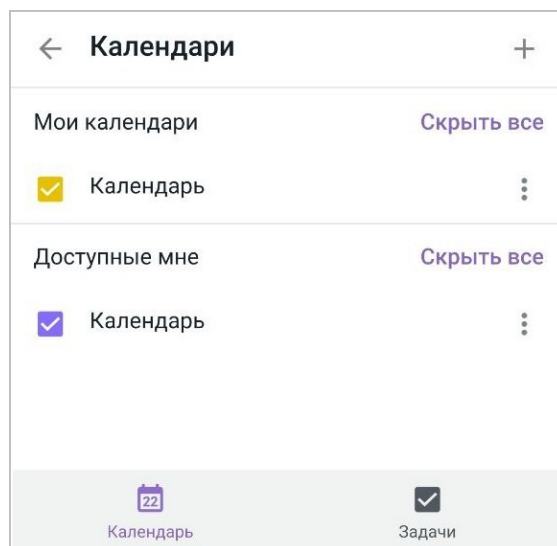 Календари
Мои календари Скрыть все
Календарь
Доступные мне Скрыть все
Календарь
22
Календарь Задачи